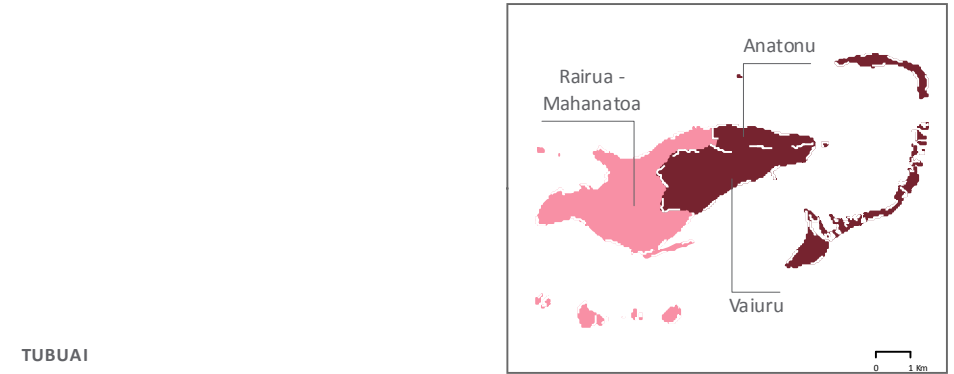 Anatonu
Rairua -
Mahanatoa
Vaiuru
TUBUAI
0 1 Km